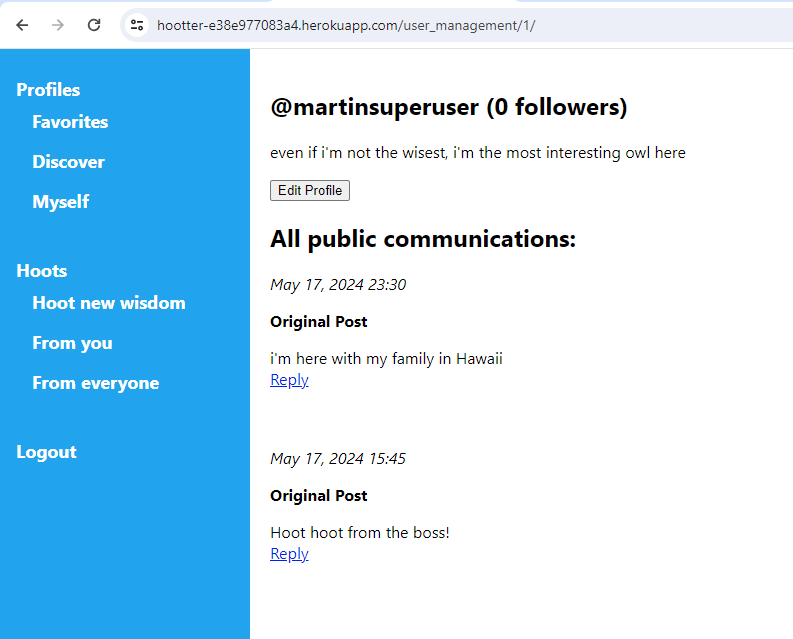 hootter-e38e977083a4.herokuapp.com/user_management/1/
Profiles
Favorites
Discover
Myself
Hoots
Hoot new wisdom
From you
From everyone
Logout
@martinsuperuser (0 followers)
even if i'm not the wisest, i'm the most interesting owl here
Edit Profile
All public communications:
May 17, 2024 23:30
Original Post
i'm here with my family in Hawaii
Reply
May 17, 2024 15:45
Original Post
Hoot hoot from the boss!
Reply